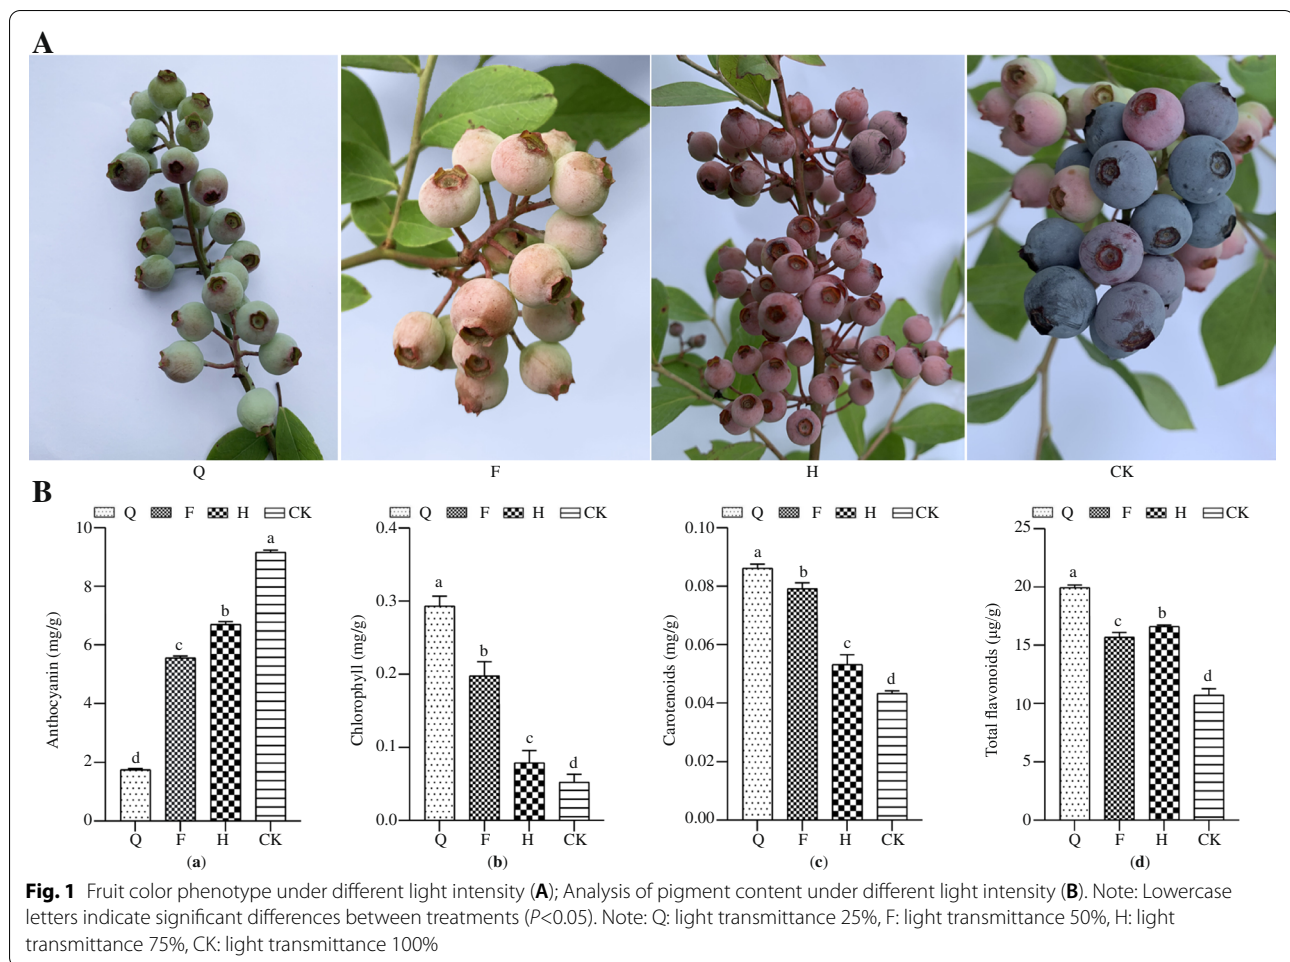 A
Q F H CK
B
Q F H CK
Anthocyanin (mg/g)
10
8
6
4
2
0
d c b a
Q F H CK
(a)
Q F H CK
Chlorophyll (mg/g)
0.4
0.3
0.2
0.1
0.0
a b c d
Q F H CK
(b)
Q F H CK
Carotenoids (mg/g)
0.10
0.08
0.06
0.04
0.02
0.00
a b c d
Q F H CK
(c)
Q F H CK
Total flavonoids (μg/g)
25
20
15
10
5
0
a c b d
Q F H CK
(d)
Fig. 1 Fruit color phenotype under different light intensity (A); Analysis of pigment content under different light intensity (B). Note: Lowercase
letters indicate significant differences between treatments (P<0.05). Note: Q: light transmittance 25%, F: light transmittance 50%, H: light
transmittance 75%, CK: light transmittance 100%